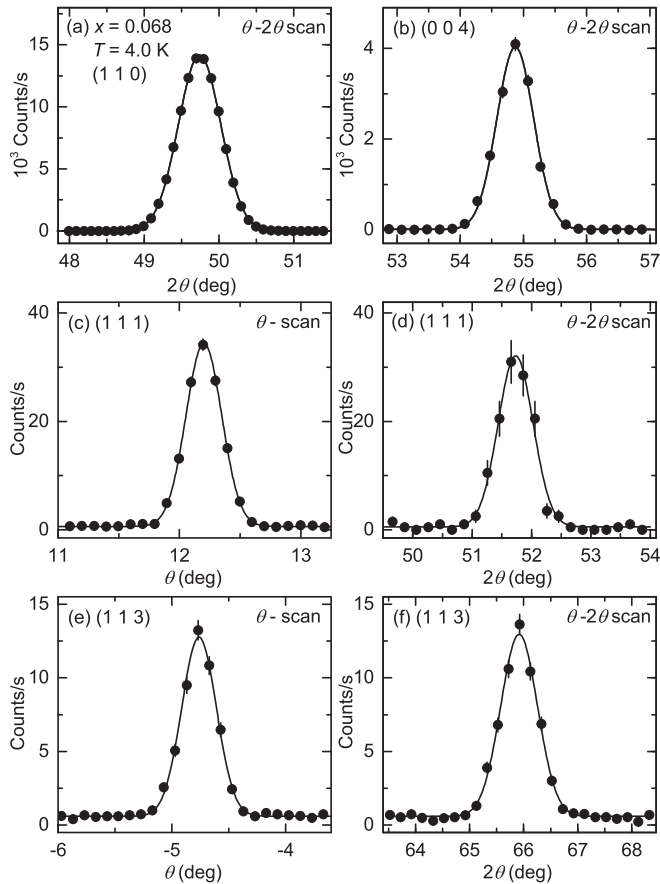 (a) x = 0.068
T = 4.0 K
(1 1 0)
θ -2θ scan
15
10
5
0
10³ Counts/s
48 49 50 51
2θ (deg)
(b) (0 0 4)
θ -2θ scan
4
2
0
10³ Counts/s
53 54 55 56 57
2θ (deg)
(c) (1 1 1)
θ - scan
40
20
0
Counts/s
11 12 13
θ (deg)
(d) (1 1 1)
θ -2θ scan
40
20
0
Counts/s
50 51 52 53 54
2θ (deg)
(e) (1 1 3)
θ - scan
15
10
5
0
Counts/s
-6 -5 -4
θ (deg)
(f) (1 1 3)
θ -2θ scan
15
10
5
0
Counts/s
64 65 66 67 68
2θ (deg)